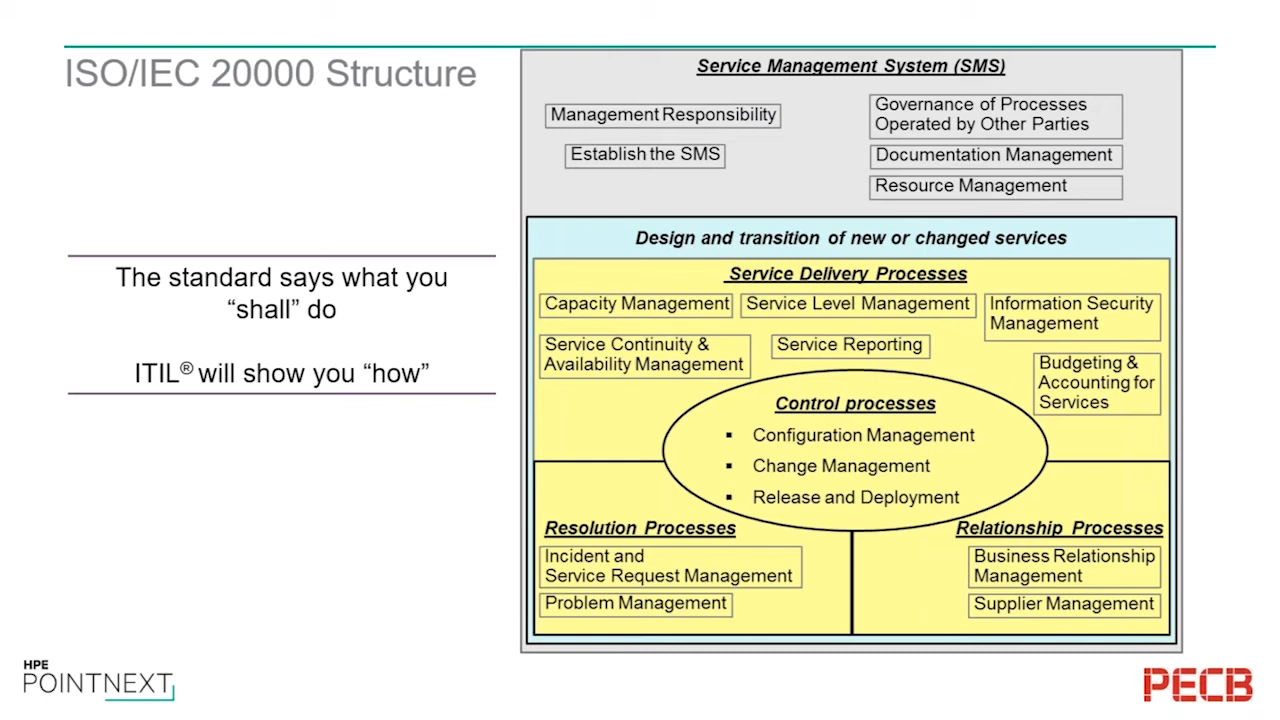 ISO/IEC 20000 Structure
The standard says what you
“shall” do
ITIL® will show you “how”
Service Management System (SMS)
Management Responsibility
Establish the SMS
Governance of Processes
Operated by Other Parties
Documentation Management
Resource Management
Design and transition of new or changed services
Service Delivery Processes
Capacity Management
Service Level Management
Information Security
Management
Service Continuity &
Availability Management
Service Reporting
Budgeting &
Accounting for
Services
Control processes
▪ Configuration Management
▪ Change Management
▪ Release and Deployment
Resolution Processes
Incident and
Service Request Management
Problem Management
Relationship Processes
Business Relationship
Management
Supplier Management
HPE
POINTNEXT
PECB